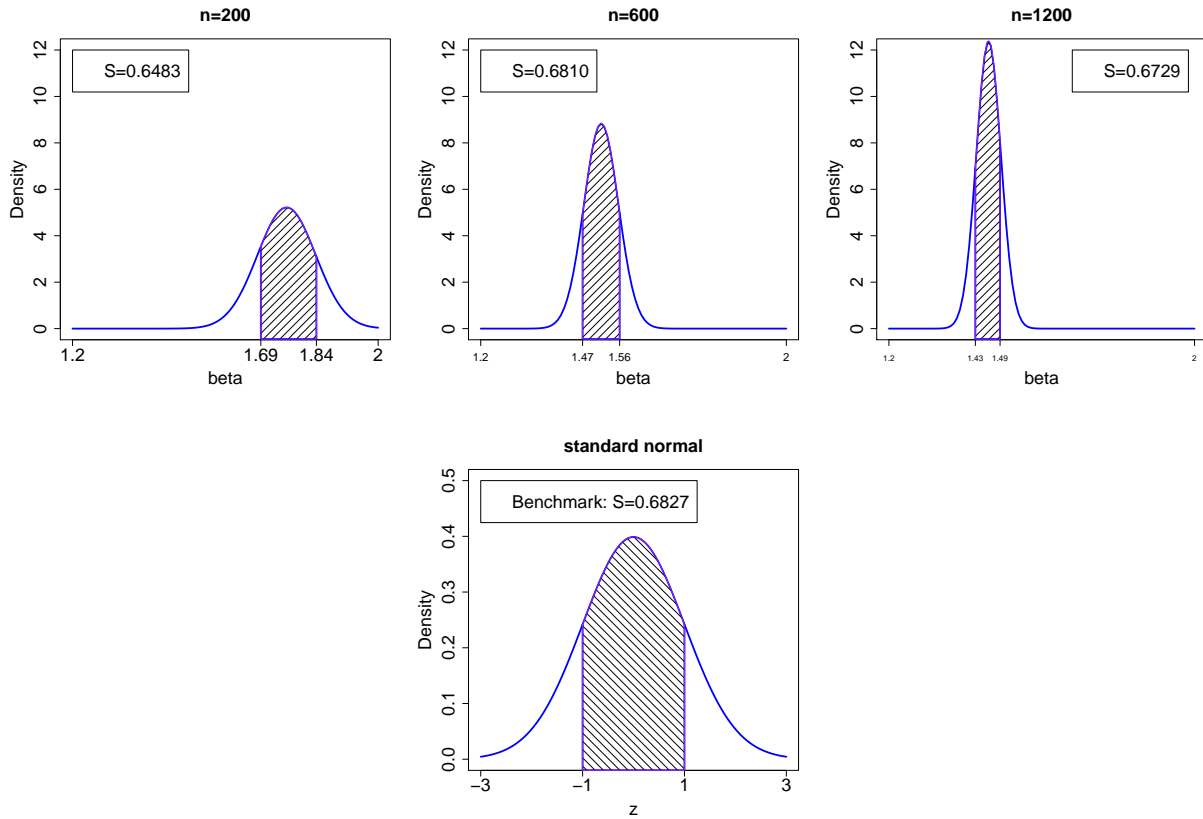 n=200
S=0.6483
Density
0 2 4 6 8 10 12
1.2 1.69 1.84 2
beta
n=600
S=0.6810
Density
0 2 4 6 8 10 12
1.2 1.47 1.56 2
beta
n=1200
S=0.6729
Density
0 2 4 6 8 10 12
1.2 1.43 1.49 2
beta
standard normal
Benchmark: S=0.6827
Density
0.0 0.1 0.2 0.3 0.4 0.5
−3 −1 1 3
z